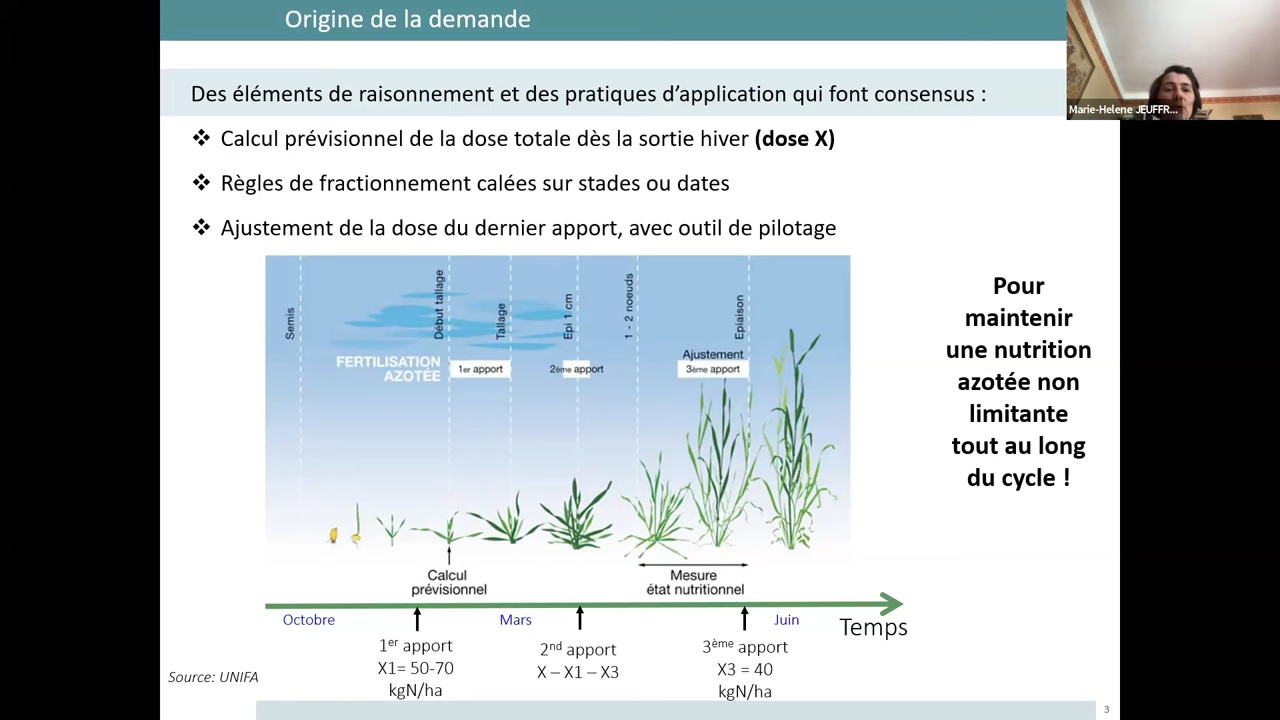 Origine de la demande
Marie-Helene JEUFFR...
Des éléments de raisonnement et des pratiques d’application qui font consensus :
❖ Calcul prévisionnel de la dose totale dès la sortie hiver (dose X)
❖ Règles de fractionnement calées sur stades ou dates
❖ Ajustement de la dose du dernier apport, avec outil de pilotage
Semis
Début tallage
Tallage
Epi 1 cm
1 - 2 noeuds
Epiaison
FERTILISATION
AZOTÉE
1er apport
2ème apport
Ajustement
3ème apport
Pour
maintenir
une nutrition
azotée non
limitante
tout au long
du cycle !
Calcul
prévisionnel
Mesure
état nutritionnel
Octobre
Mars
Juin
Temps
1er apport
X1= 50-70
kgN/ha
2nd apport
X – X1 – X3
3ème apport
X3 = 40
kgN/ha
Source: UNIFA
3